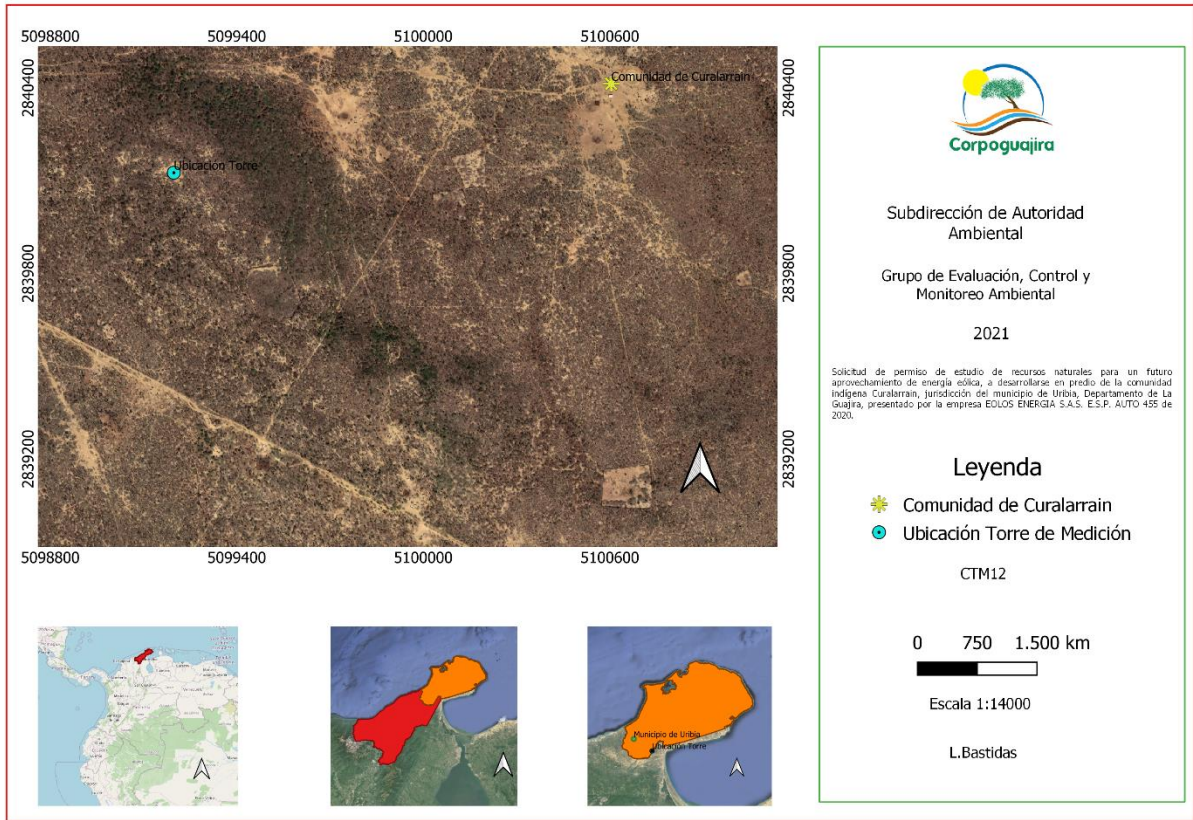 5098800 5099400 5100000 5100600
2840400
2839800
2839200
2840400
2839800
2839200
Comunidad de Curalarrain
Ubicación Torre
5098800 5099400 5100000 5100600
Corpoguajira
Subdirección de Autoridad
Ambiental
Grupo de Evaluación, Control y
Monitoreo Ambiental
2021
Solicitud de permiso de estudio de recursos naturales para un futuro
aprovechamiento de energía eólica, a desarrollarse en predio de la comunidad
indígena Curalarrain, jurisdicción del municipio de Uribia, Departamento de La
Guajira, presentado por la empresa EOLOS ENERGIA S.A.S. E.S.P. AUTO 455 de
2020.
Leyenda
Comunidad de Curalarrain
Ubicación Torre de Medición
CTM12
0 750 1.500 km
Escala 1:14000
L.Bastidas
Municipio de Uribia
Ubicación Torre